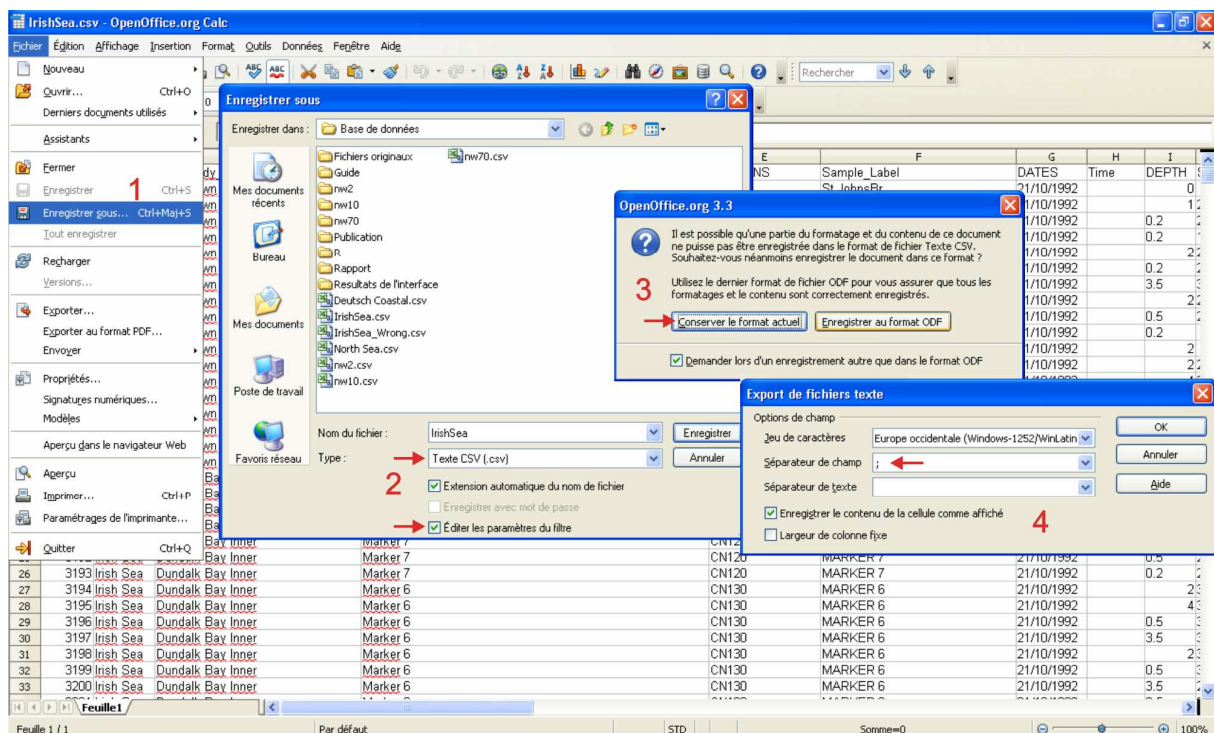 IrishSea.csv - OpenOffice.org Calc
Fichier Édition Affichage Insertion Format Outils Données Fenêtre Aide
Rechercher
Nouveau
Ouvrir... Ctrl+O
Derniers documents utilisés
Assistants
Fermer
Enregistrer Ctrl+S
1
Enregistrer sous... Ctrl+Maj+S
Tout enregistrer
Recharger
Versions...
Exporter...
Exporter au format PDF...
Envoyer
Propriétés...
Signatures numériques...
Modèles
Aperçu dans le navigateur Web
Aperçu
Imprimer... Ctrl+P
Paramétrages de l'imprimante...
Quitter Ctrl+Q
Enregistrer sous
Enregistrer dans : Base de données
Mes documents récents
Bureau
Mes documents
Poste de travail
Favoris réseau
Fichiers originaux nw70.csv
Guide
nw2
nw10
nw70
Publication
R
Rapport
Resultats de l'interface
Deutsch Coastal.csv
IrishSea.csv
IrishSea_Wrong.csv
North Sea.csv
nw2.csv
nw10.csv
Nom du fichier : IrishSea Enregistrer
Type : Texte CSV (.csv) Annuler
2
Extension automatique du nom de fichier
Enregistrer avec mot de passe
Éditer les paramètres du filtre
E F G H I
NS Sample_Label DATES Time DEPTH
St_JohnsBr 21/10/1992 0
OpenOffice.org 3.3
Il est possible qu'une partie du formatage et du contenu de ce document
ne puisse pas être enregistrée dans le format de fichier Texte CSV.
Souhaitez-vous néanmoins enregistrer le document dans ce format ?
Utilisez le dernier format de fichier ODF pour vous assurer que tous les
formatages et le contenu sont correctement enregistrés.
3
Conserver le format actuel Enregistrer au format ODF
Demander lors d'un enregistrement autre que dans le format ODF
Export de fichiers texte
Options de champ
Jeu de caractères Europe occidentale (Windows-1252/WinLatin
Séparateur de champ ;
Séparateur de texte
Enregistrer le contenu de la cellule comme affiché
Largeur de colonne fixe
4
OK
Annuler
Aide
26 3193 Irish Sea Dundalk Bay Inner Marker 7 CN120 MARKER 7 21/10/1992 0.2
27 3194 Irish Sea Dundalk Bay Inner Marker 6 CN130 MARKER 6 21/10/1992 2
28 3195 Irish Sea Dundalk Bay Inner Marker 6 CN130 MARKER 6 21/10/1992 4
29 3196 Irish Sea Dundalk Bay Inner Marker 6 CN130 MARKER 6 21/10/1992 0.5
30 3197 Irish Sea Dundalk Bay Inner Marker 6 CN130 MARKER 6 21/10/1992 3.5
31 3198 Irish Sea Dundalk Bay Inner Marker 6 CN130 MARKER 6 21/10/1992 2
32 3199 Irish Sea Dundalk Bay Inner Marker 6 CN130 MARKER 6 21/10/1992 0.5
33 3200 Irish Sea Dundalk Bay Inner Marker 6 CN130 MARKER 6 21/10/1992 3.5
Feuille1
Feuille 1 / 1 Par défaut STD Somme=0 100%